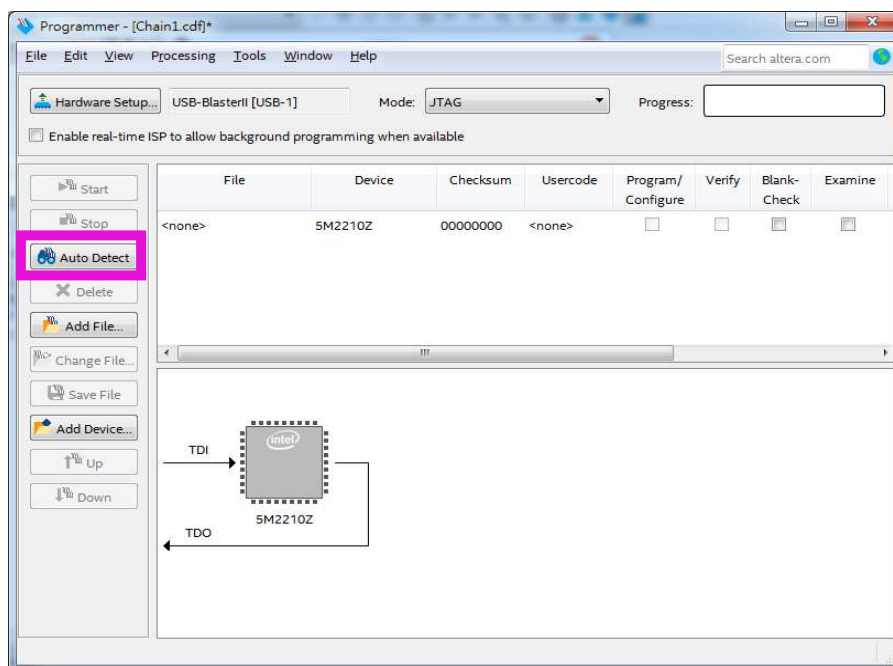 Programmer - [Chain1.cdf]*
File Edit View Processing Tools Window Help
Search altera.com
Hardware Setup... USB-BlasterII [USB-1] Mode: JTAG Progress:
Enable real-time ISP to allow background programming when available
Start
Stop
Auto Detect
Delete
Add File...
Change File...
Save File
Add Device...
Up
Down
File Device Checksum Usercode Program/ Verify Blank- Examine
Configure Check
<none> 5M2210Z 00000000 <none>
intel
TDI
5M2210Z
TDO